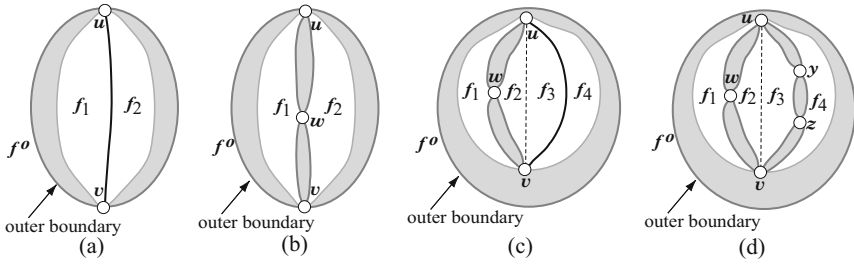 u
f1 f2
f^o
v
outer boundary
(a)
u
f1 f2
w
f^o
v
outer boundary
(b)
u
w
f1 f2 f3 f4
f^o
v
outer boundary
(c)
u
y
w
f1 f2 f3 f4
z
f^o
v
outer boundary
(d)